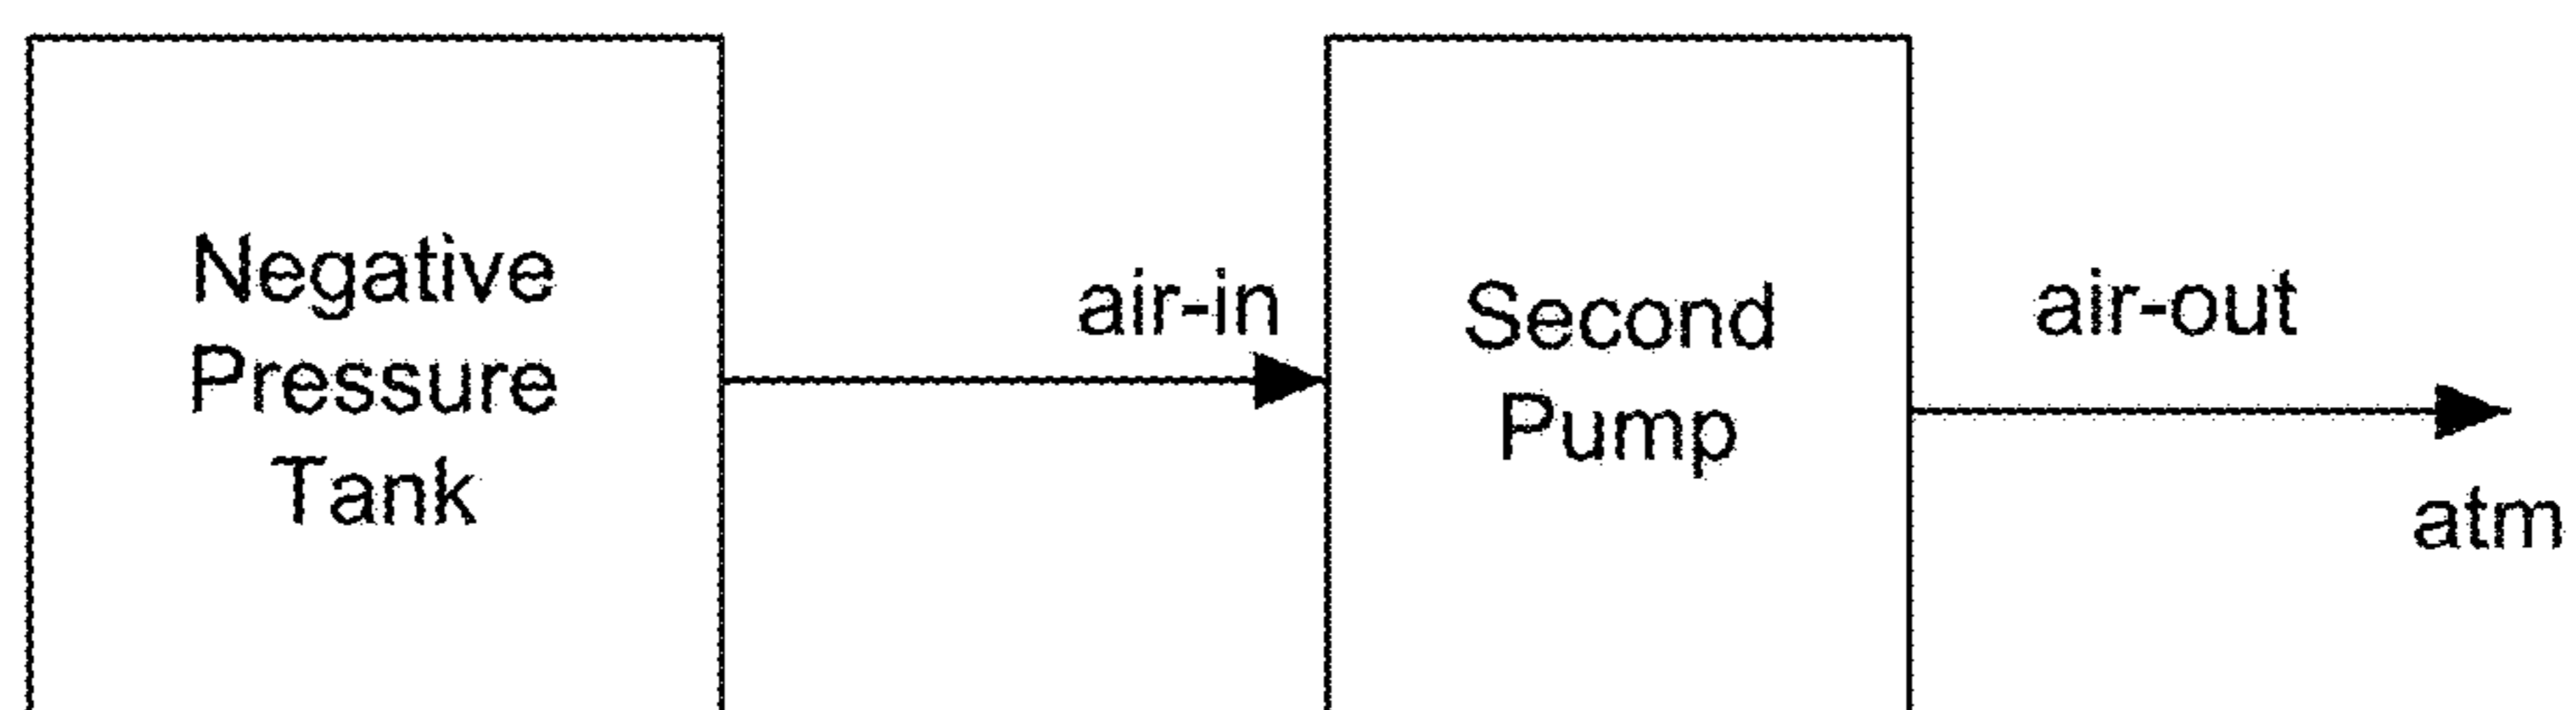 Negative
Pressure
Tank
air-in
Second
Pump
air-out
atm